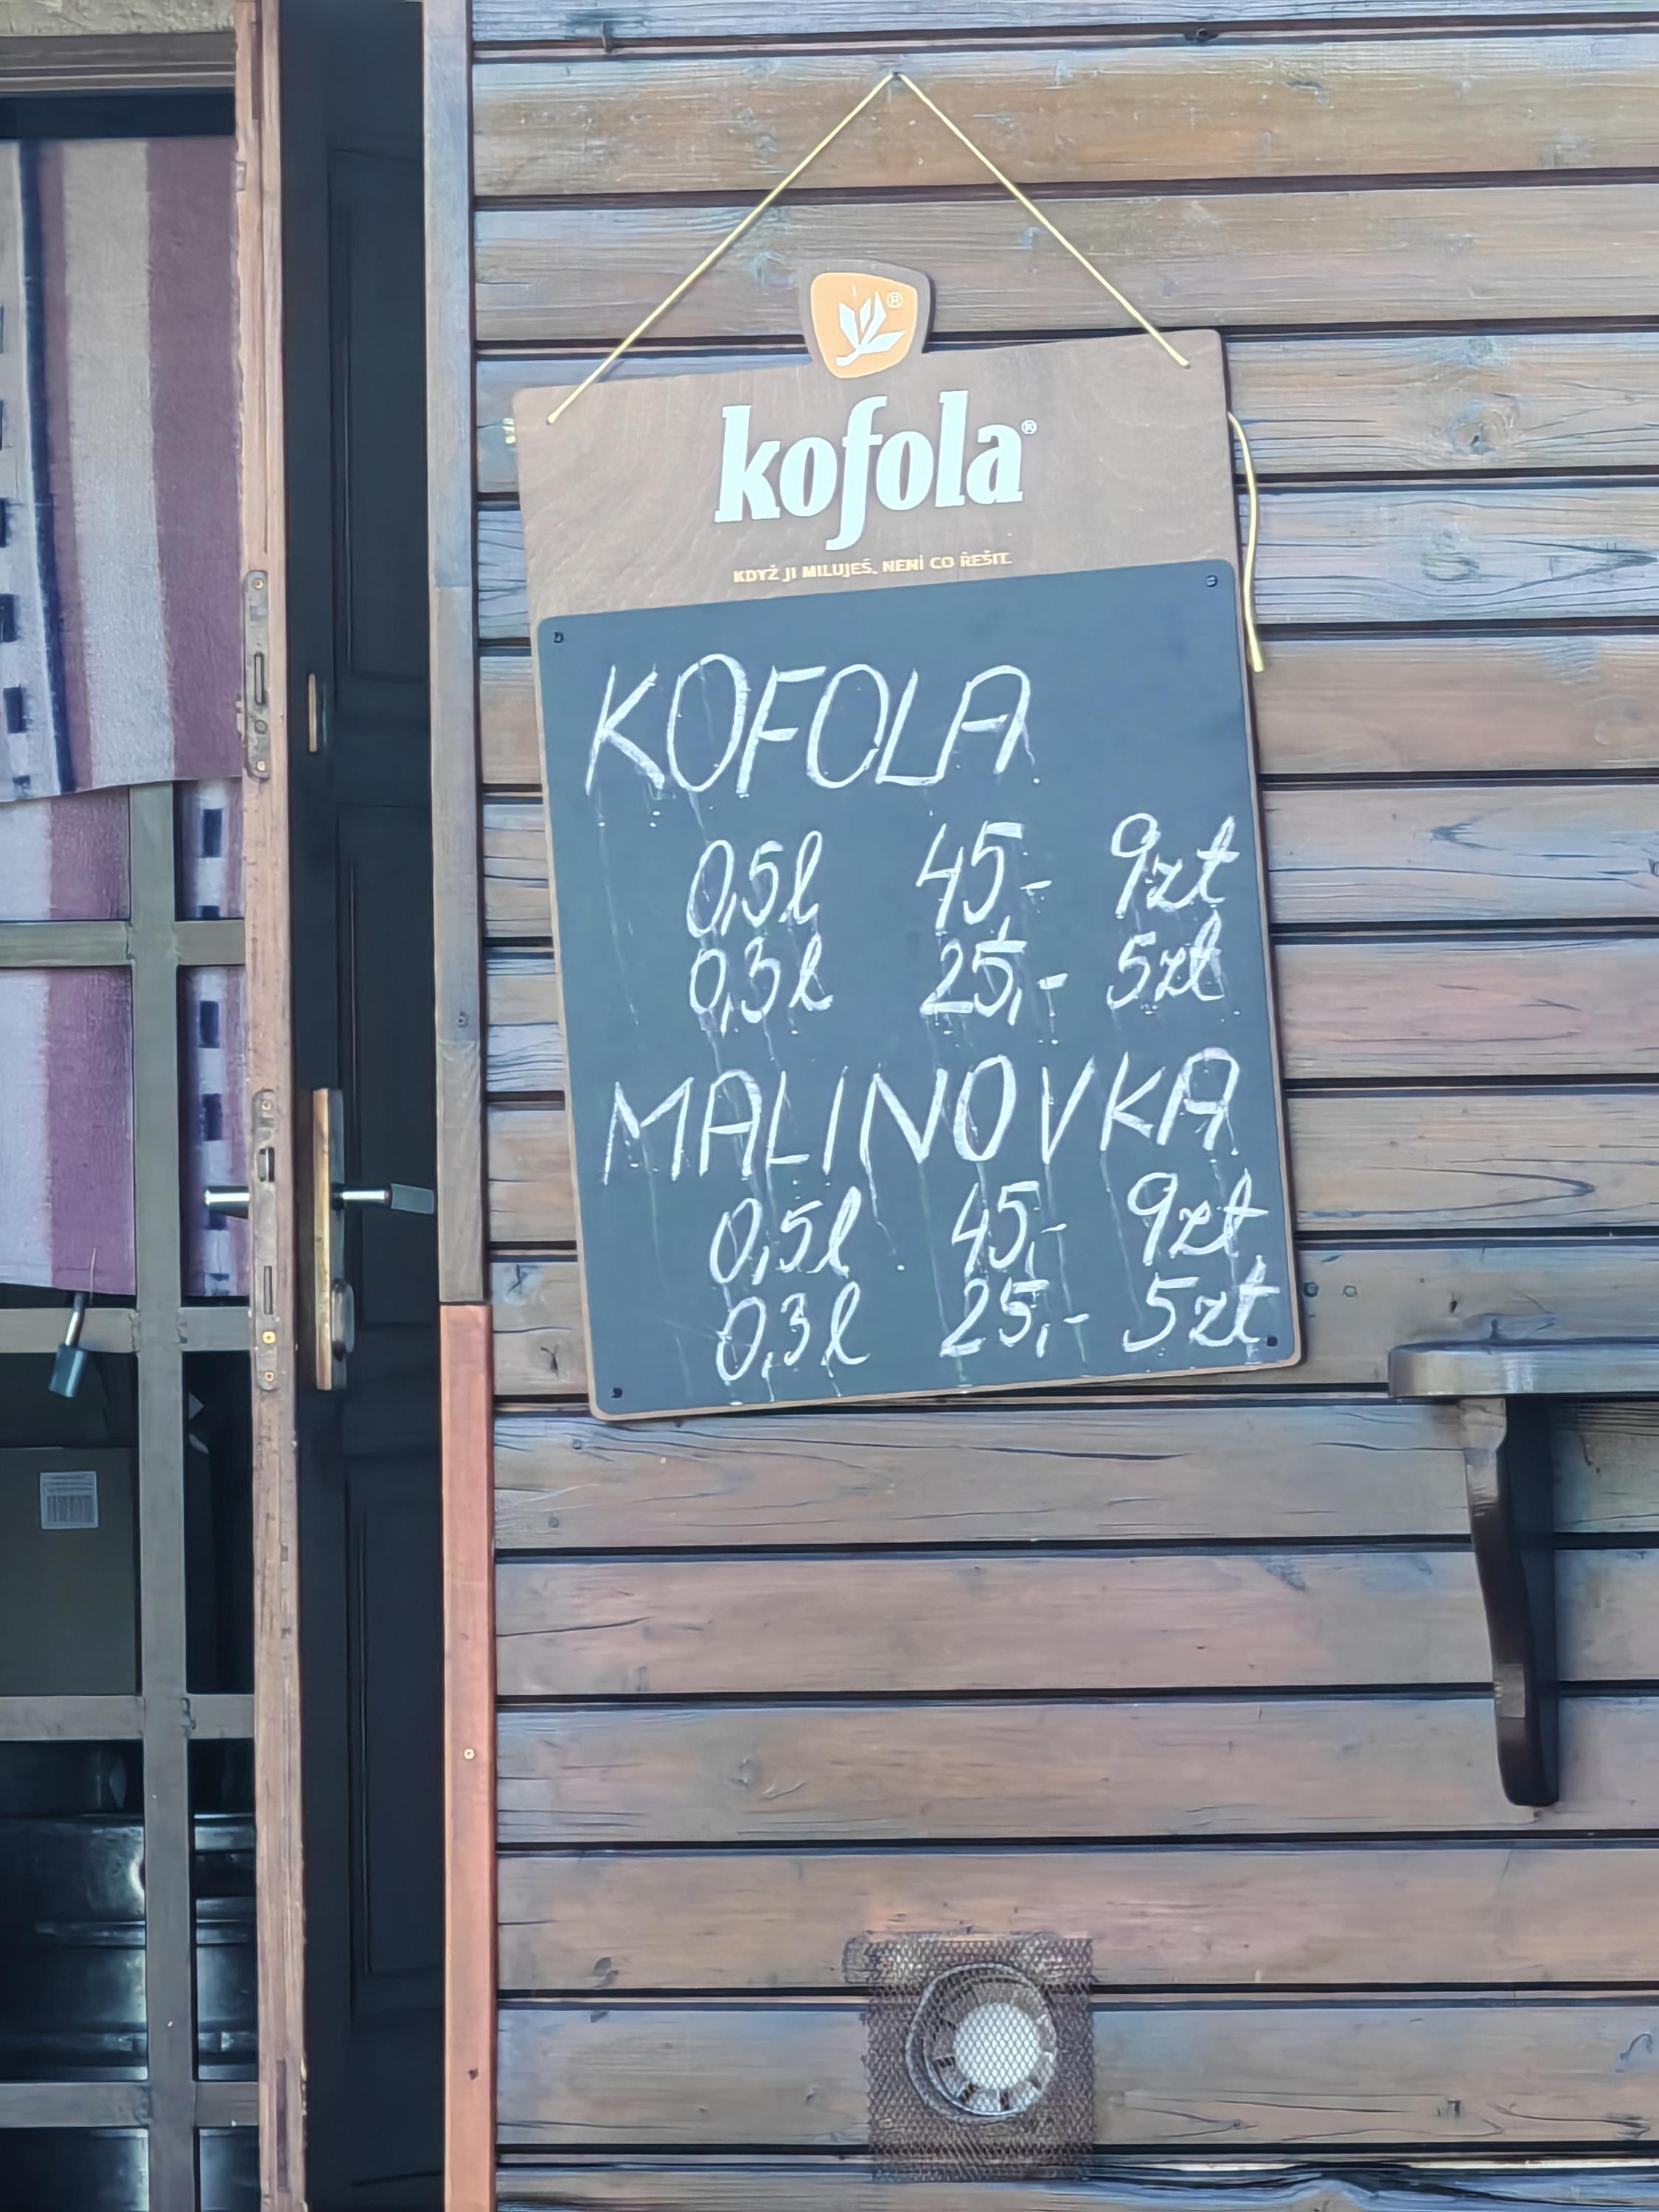 kofola®
KDYŽ JI MILUJEŠ, NENÍ CO ŘEŠIT.
KOFOLA
0,5l 45,- 9zł
0,3l 25,- 5zł
MALINOVKA
0,5l 45,- 9zł
0,3l 25,- 5zł